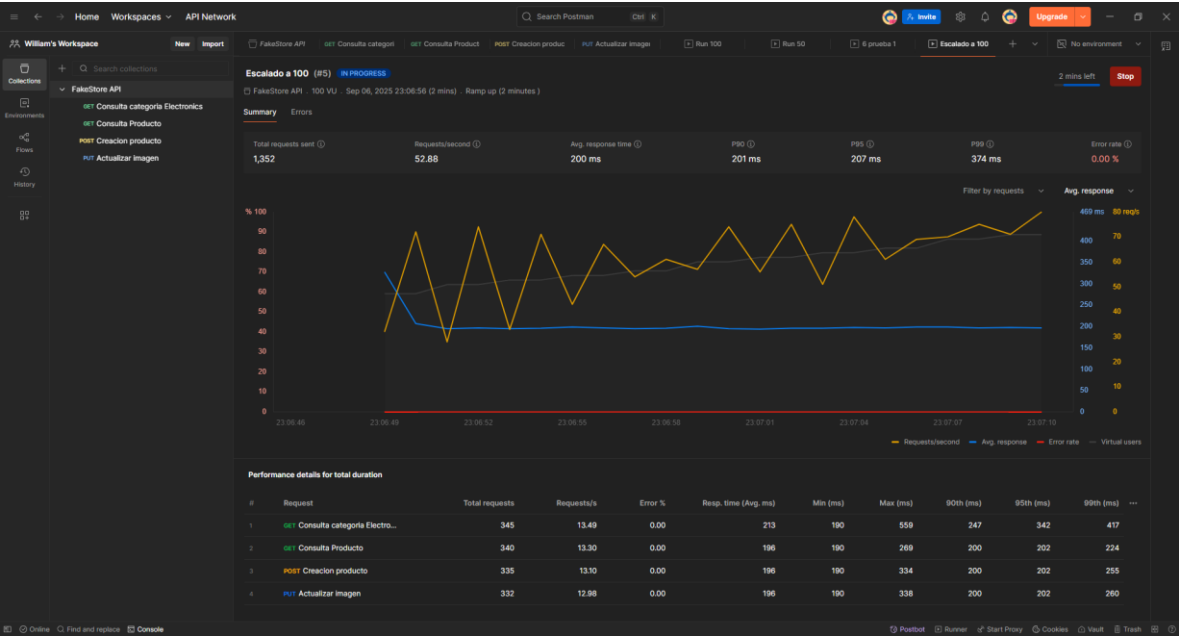 Home Workspaces API Network Search Postman Ctrl K Invite Upgrade
William's Workspace New Import FakeStore API GET Consulta categori GET Consulta Product POST Creacion produc PUT Actualizar image Run 100 Run 50 6 prueba 1 Escalado a 100 No environment
Collections
Search collections
FakeStore API
GET Consulta categoria Electronics
GET Consulta Producto
POST Creacion producto
PUT Actualizar imagen
Environments
Flows
History
Escalado a 100 (#5) IN PROGRESS 2 mins left Stop
FakeStore API . 100 VU . Sep 06, 2025 23:06:56 (2 mins) . Ramp up (2 minutes )
Summary Errors
Total requests sent Requests/second Avg. response time P90 P95 P99 Error rate
1,352 52.88 200 ms 201 ms 207 ms 374 ms 0.00 %
Filter by requests Avg. response
% 100 469 ms 80 req/s
90 400 70
80 350 60
70 300 50
60 250 40
50 200 30
40 150 20
30 100 10
20 50 0
10 0
0
23:06:46 23:06:49 23:06:52 23:06:55 23:06:58 23:07:01 23:07:04 23:07:07 23:07:10
Requests/second Avg. response Error rate Virtual users
Performance details for total duration
# Request Total requests Requests/s Error % Resp. time (Avg. ms) Min (ms) Max (ms) 90th (ms) 95th (ms) 99th (ms) ...
1 GET Consulta categoria Electro... 345 13.49 0.00 213 190 559 247 342 417
2 GET Consulta Producto 340 13.30 0.00 196 190 269 200 202 224
3 POST Creacion producto 335 13.10 0.00 196 190 334 200 202 255
4 PUT Actualizar imagen 332 12.98 0.00 196 190 338 200 202 260
Online Find and replace Console Postbot Runner Start Proxy Cookies Vault Trash